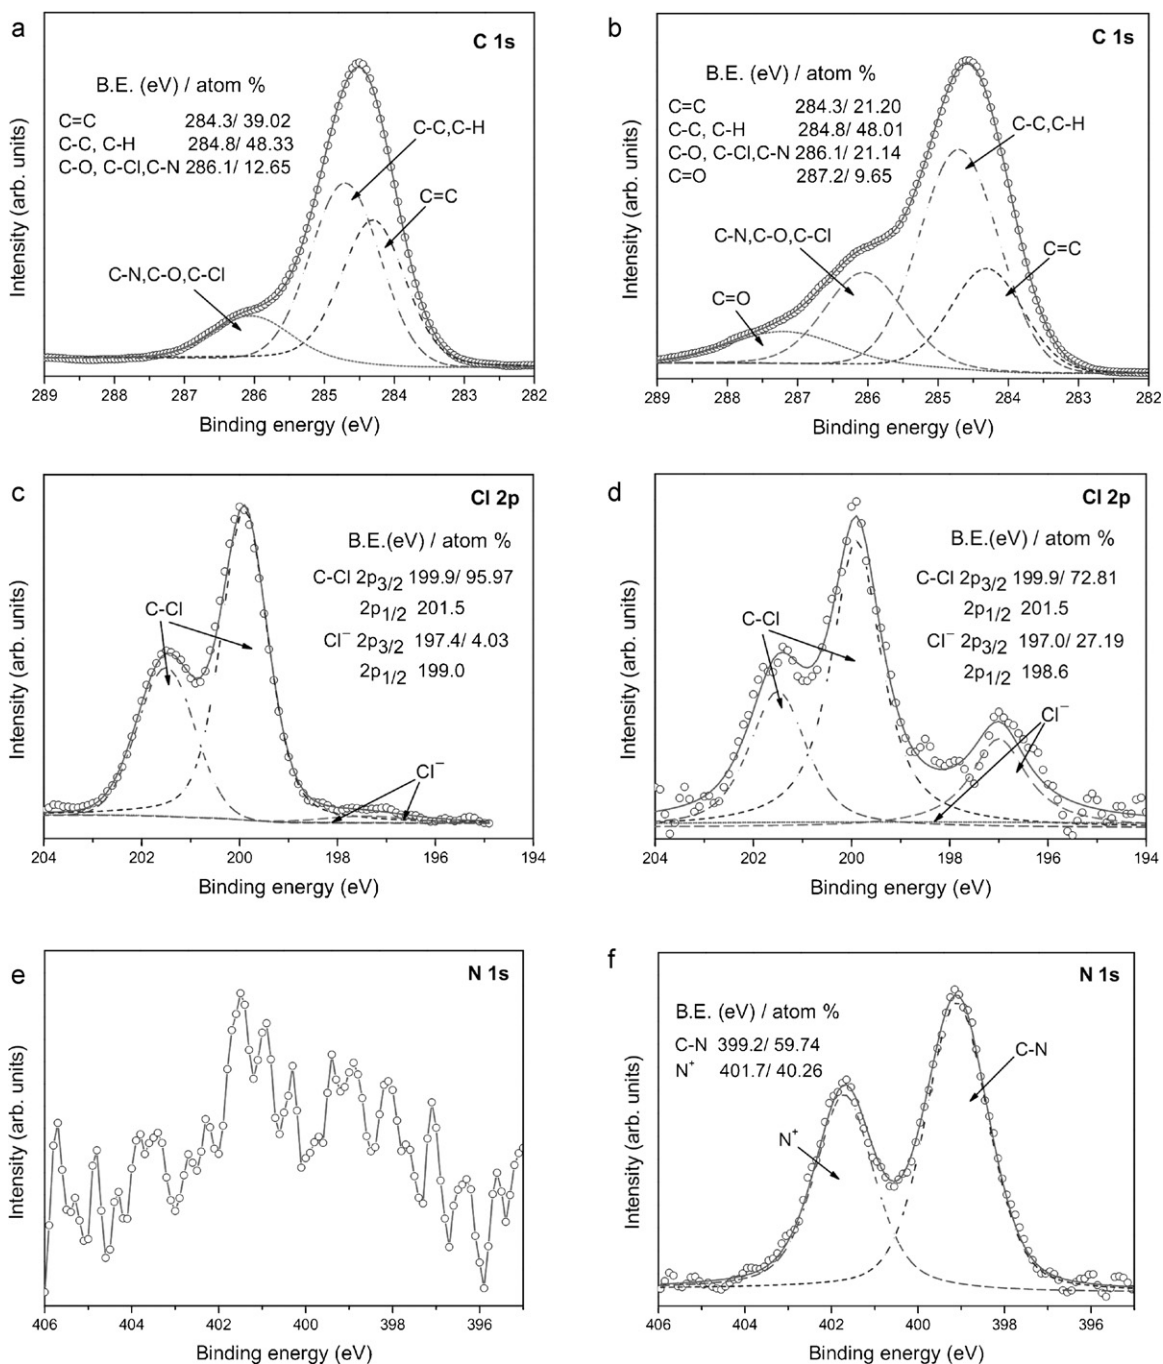 a
C 1s
B.E. (eV) / atom %
C=C 284.3/ 39.02
C-C, C-H 284.8/ 48.33
C-O, C-Cl,C-N 286.1/ 12.65
C-C,C-H
C=C
C-N,C-O,C-Cl
Intensity (arb. units)
289 288 287 286 285 284 283 282
Binding energy (eV)
b
C 1s
B.E. (eV) / atom %
C=C 284.3/ 21.20
C-C, C-H 284.8/ 48.01
C-O, C-Cl,C-N 286.1/ 21.14
C=O 287.2/ 9.65
C-C,C-H
C-N,C-O,C-Cl
C=C
C=O
Intensity (arb. units)
289 288 287 286 285 284 283 282
Binding energy (eV)
c
Cl 2p
B.E.(eV) / atom %
C-Cl 2p3/2 199.9/ 95.97
2p1/2 201.5
Cl− 2p3/2 197.4/ 4.03
2p1/2 199.0
C-Cl
Cl−
Intensity (arb. units)
204 202 200 198 196 194
Binding energy (eV)
d
Cl 2p
B.E.(eV) / atom %
C-Cl 2p3/2 199.9/ 72.81
2p1/2 201.5
Cl− 2p3/2 197.0/ 27.19
2p1/2 198.6
C-Cl
Cl−
Intensity (arb. units)
204 202 200 198 196 194
Binding energy (eV)
e
N 1s
Intensity (arb. units)
406 404 402 400 398 396
Binding energy (eV)
f
N 1s
B.E. (eV) / atom %
C-N 399.2/ 59.74
N+ 401.7/ 40.26
C-N
N+
Intensity (arb. units)
406 404 402 400 398 396
Binding energy (eV)